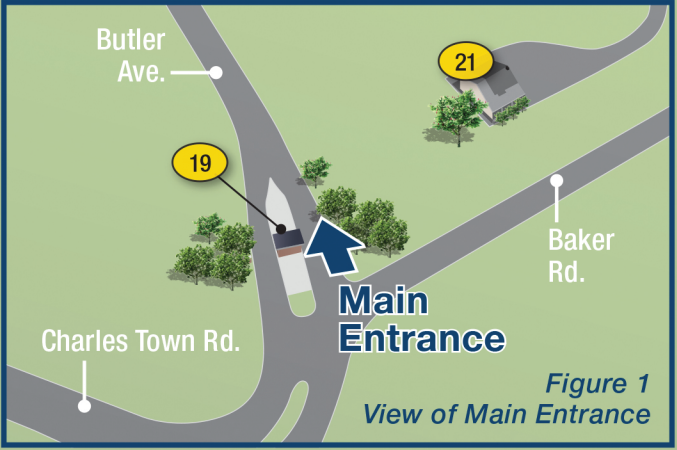 Butler
Ave.
21
19
Baker
Rd.
Main
Entrance
Charles Town Rd.
Figure 1
View of Main Entrance